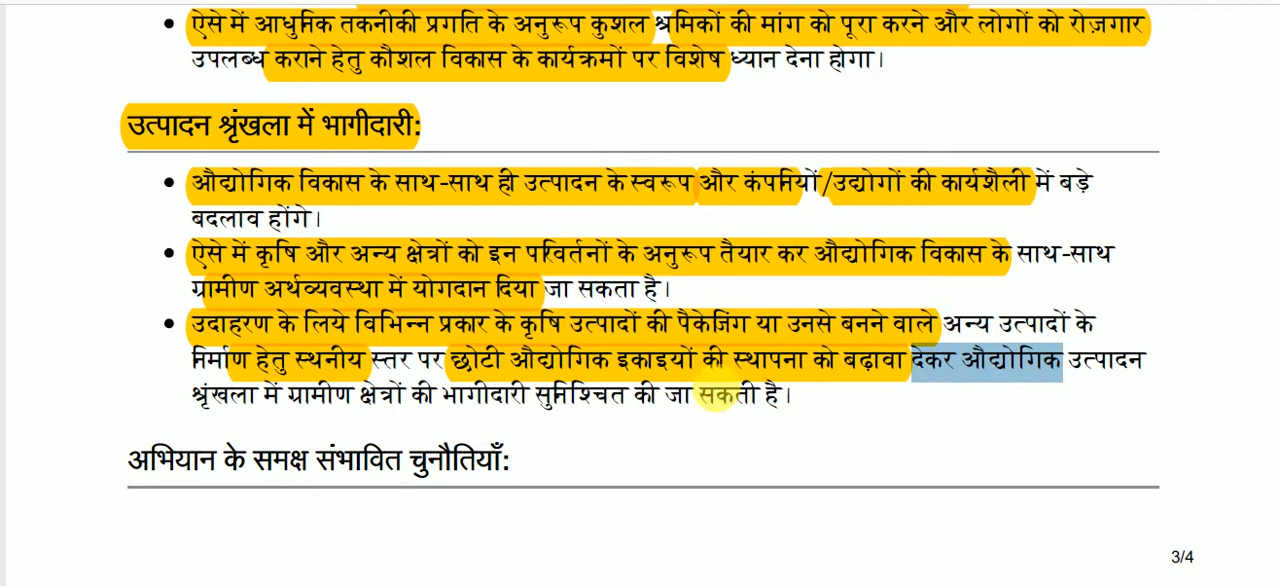 ऐसे में आधुनिक तकनीकी प्रगति के अनुरूप कुशल श्रमिकों की मांग को पूरा करने और लोगों को रोज़गार
उपलब्ध कराने हेतु कौशल विकास के कार्यक्रमों पर विशेष ध्यान देना होगा।
उत्पादन श्रृंखला में भागीदारी:
औद्योगिक विकास के साथ-साथ ही उत्पादन के स्वरूप और कंपनियों/उद्योगों की कार्यशैली में बड़े
बदलाव होंगे।
ऐसे में कृषि और अन्य क्षेत्रों को इन परिवर्तनों के अनुरूप तैयार कर औद्योगिक विकास के साथ-साथ
ग्रामीण अर्थव्यवस्था में योगदान दिया जा सकता है।
उदाहरण के लिये विभिन्न प्रकार के कृषि उत्पादों की पैकेजिंग या उनसे बनने वाले अन्य उत्पादों के
निर्माण हेतु स्थनीय स्तर पर छोटी औद्योगिक इकाइयों की स्थापना को बढ़ावा देकर औद्योगिक उत्पादन
श्रृंखला में ग्रामीण क्षेत्रों की भागीदारी सुनिश्चित की जा सकती है।
अभियान के समक्ष संभावित चुनौतियाँ:
3/4